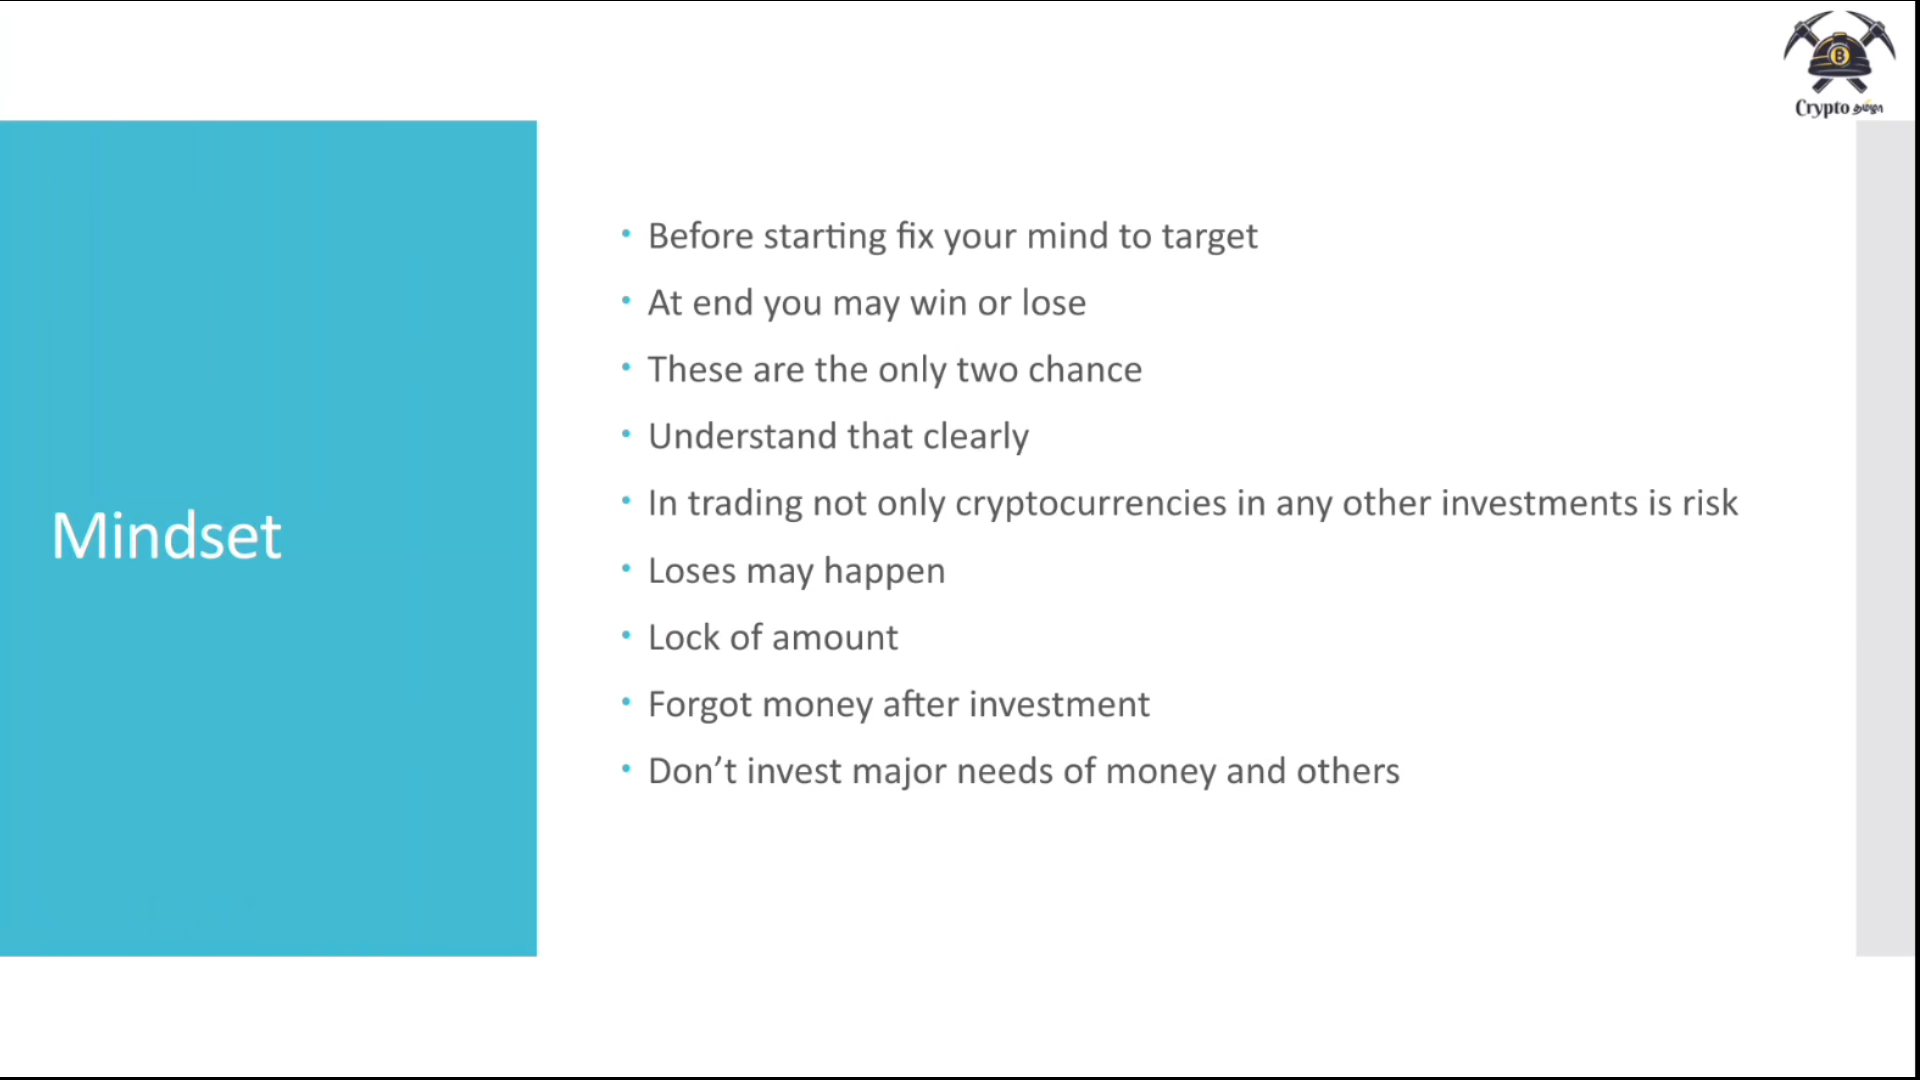 Crypto தமிழா
Mindset
• Before starting fix your mind to target
• At end you may win or lose
• These are the only two chance
• Understand that clearly
• In trading not only cryptocurrencies in any other investments is risk
• Loses may happen
• Lock of amount
• Forgot money after investment
• Don’t invest major needs of money and others